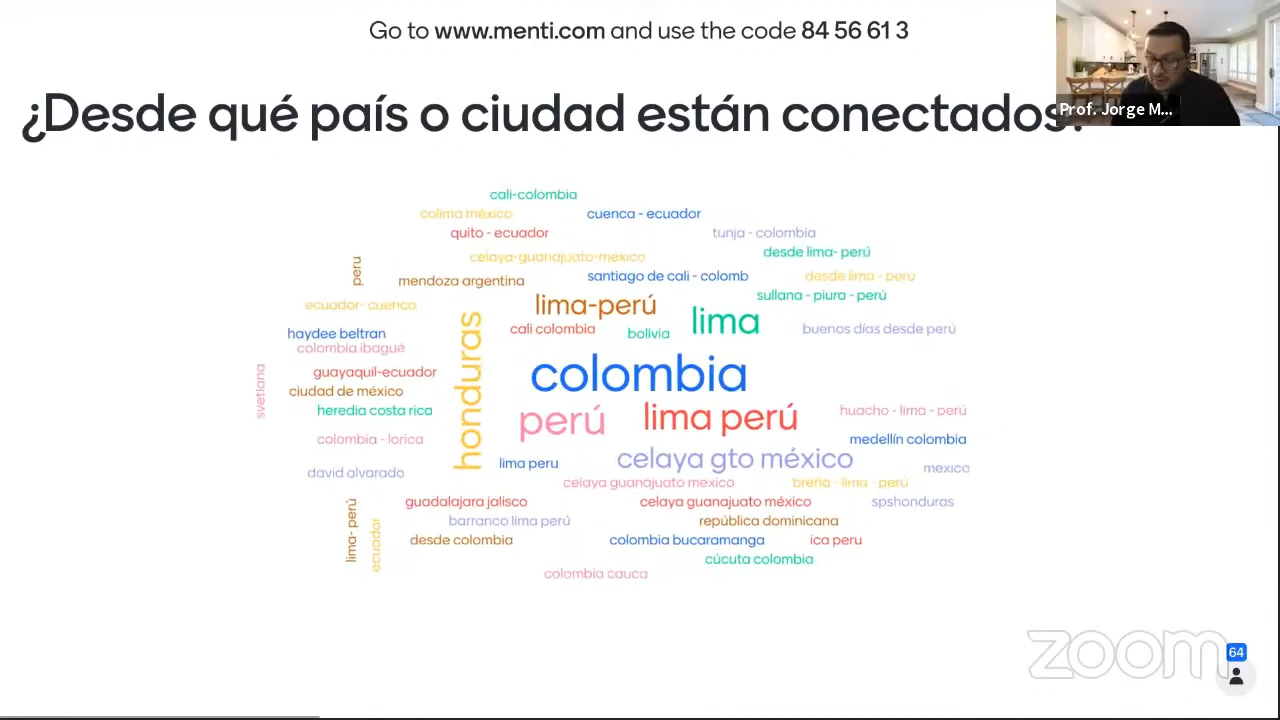 Go to www.menti.com and use the code 84 56 61 3
Prof. Jorge M...
¿Desde qué país o ciudad están conectados?
cali-colombia
colima méxico
cuenca - ecuador
quito - ecuador
tunja - colombia
desde lima- perú
celaya-guanajuato-méxico
peru
mendoza argentina
santiago de cali - colomb
desde lima - peru
sullana - piura - perú
ecuador- cuenca
lima-perú
lima
haydee beltran
cali colombia
bolivia
buenos días desde perú
colombia ibagué
honduras
svetlana
guayaquil-ecuador
colombia
ciudad de méxico
heredia costa rica
perú
lima perú
huacho - lima - perú
colombia - lorica
medellín colombia
david alvarado
lima peru
celaya gto méxico
mexico
celaya guanajuato mexico
breña - lima - perú
lima- perú
ecuador
guadalajara jalisco
celaya guanajuato méxico
spshonduras
barranco lima perú
república dominicana
desde colombia
colombia bucaramanga
ica peru
cúcuta colombia
colombia cauca
zoom
64